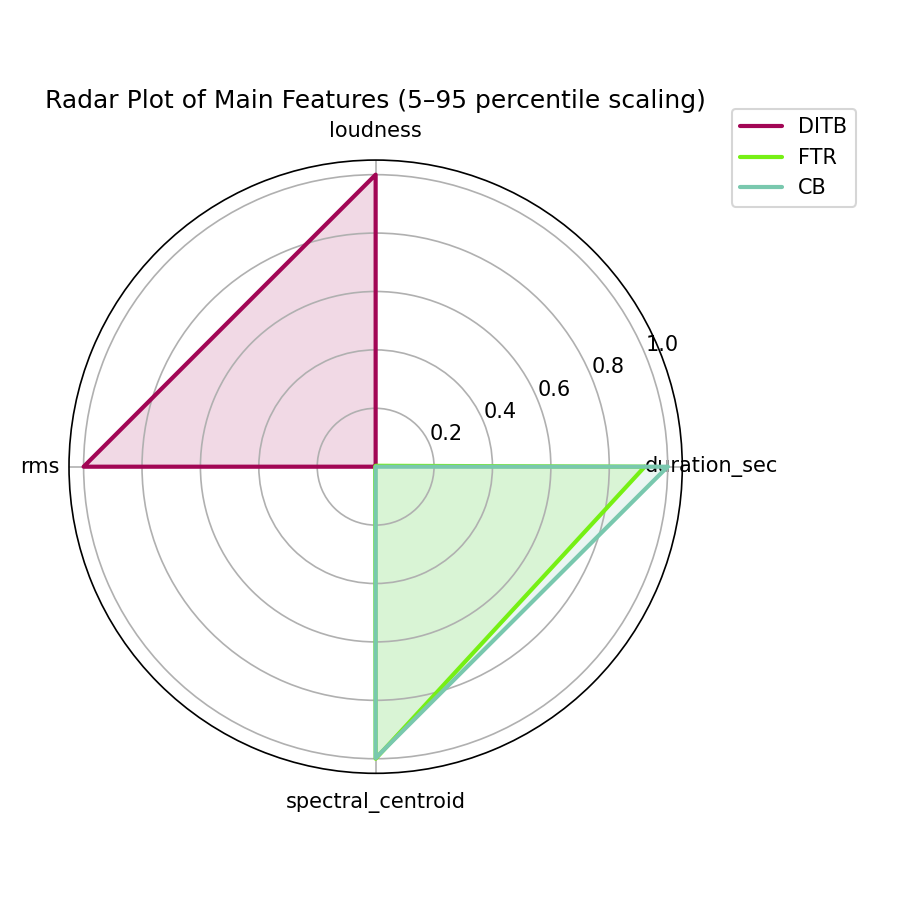 Radar Plot of Main Features (5–95 percentile scaling)
loudness
DITB
FTR
CB
1.0
0.8
0.6
0.4
0.2
rms
duration_sec
spectral_centroid